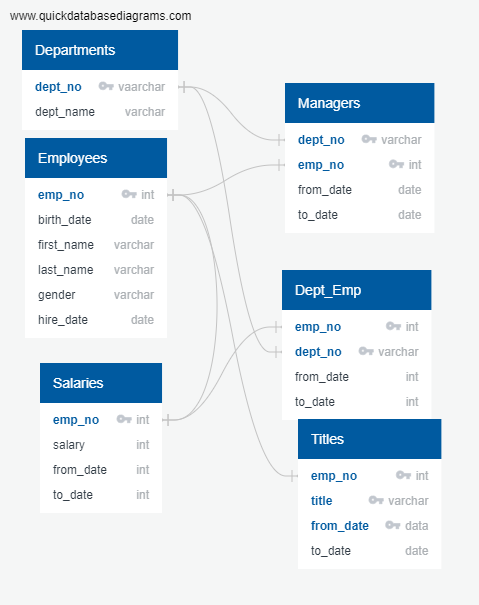 www.quickdatabasediagrams.com
Departments
dept_no vaarchar
dept_name varchar
Employees
emp_no int
birth_date date
first_name varchar
last_name varchar
gender varchar
hire_date date
Salaries
emp_no int
salary int
from_date int
to_date int
Managers
dept_no varchar
emp_no int
from_date date
to_date date
Dept_Emp
emp_no int
dept_no varchar
from_date int
to_date int
Titles
emp_no int
title varchar
from_date data
to_date date